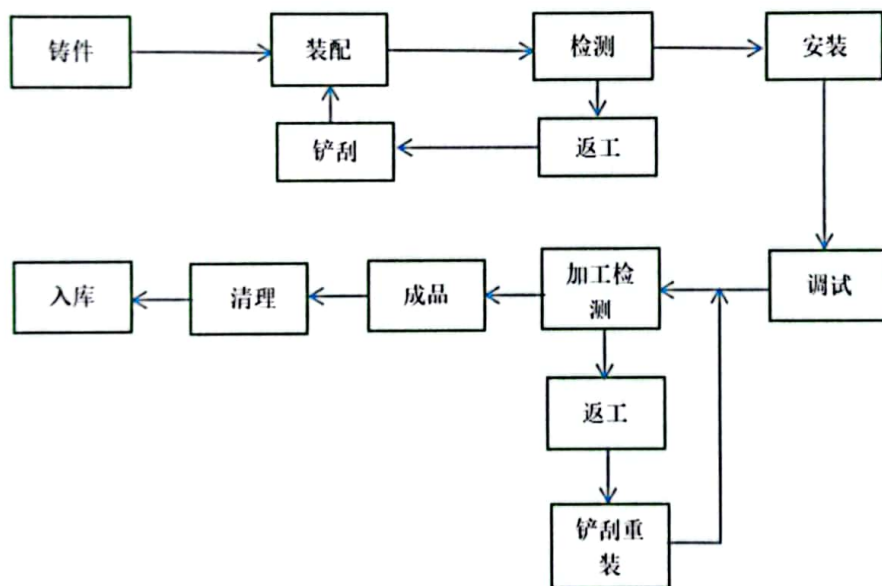 铸件
装配
检测
安装
铲刮
返工
入库
清理
成品
加工检
测
调试
返工
铲刮重
装